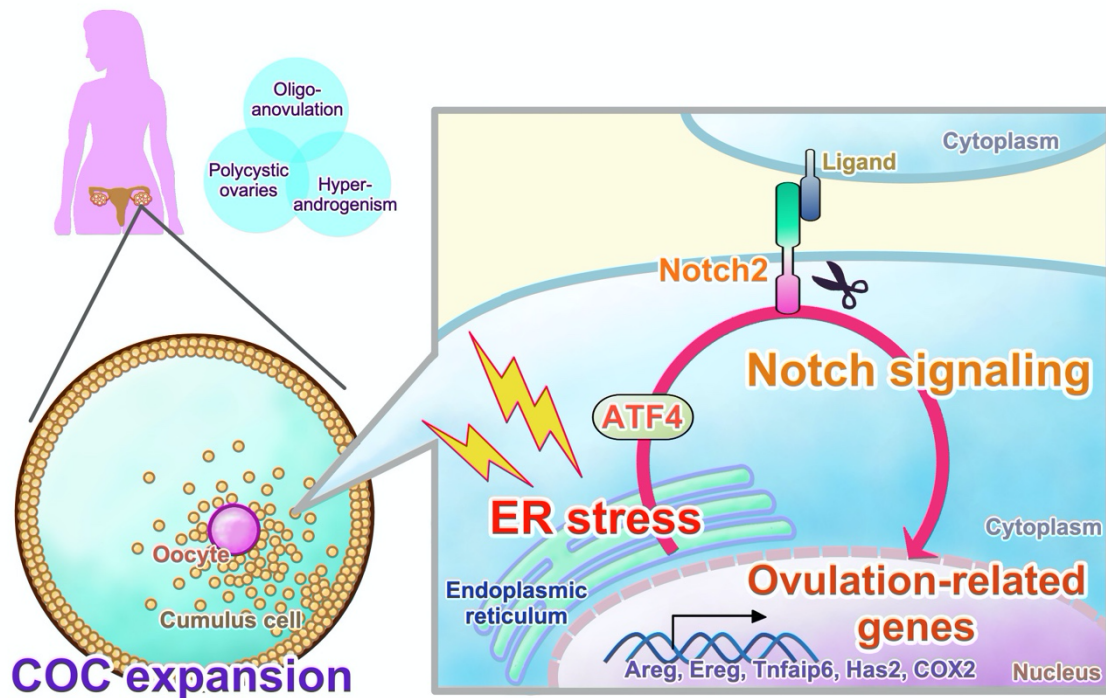 Oligo-
anovulation
Polycystic
ovaries
Hyper-
androgenism
Oocyte
Cumulus cell
COC expansion
Cytoplasm
Ligand
Notch2
Notch signaling
ATF4
ER stress
Cytoplasm
Endoplasmic
reticulum
Ovulation-related
genes
Areg, Ereg, Tnfaip6, Has2, COX2
Nucleus